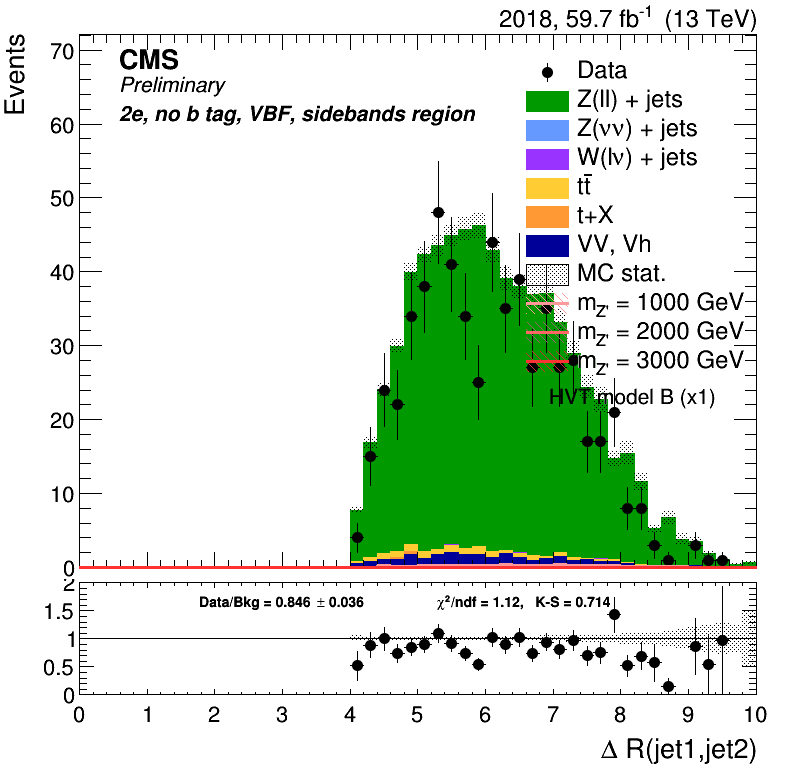 2018, 59.7 fb⁻¹ (13 TeV)
Events
CMS
Preliminary
2e, no b tag, VBF, sidebands region
Data
Z(ll) + jets
Z(νν) + jets
W(lν) + jets
tt̄
t+X
VV, Vh
MC stat.
m_Z' = 1000 GeV
m_Z' = 2000 GeV
m_Z' = 3000 GeV
HVT model B (x1)
70
60
50
40
30
20
10
0
Data/Bkg = 0.846 ± 0.036 χ²/ndf = 1.12, K-S = 0.714
2
1.5
1
0.5
0
0 1 2 3 4 5 6 7 8 9 10
Δ R(jet1,jet2)